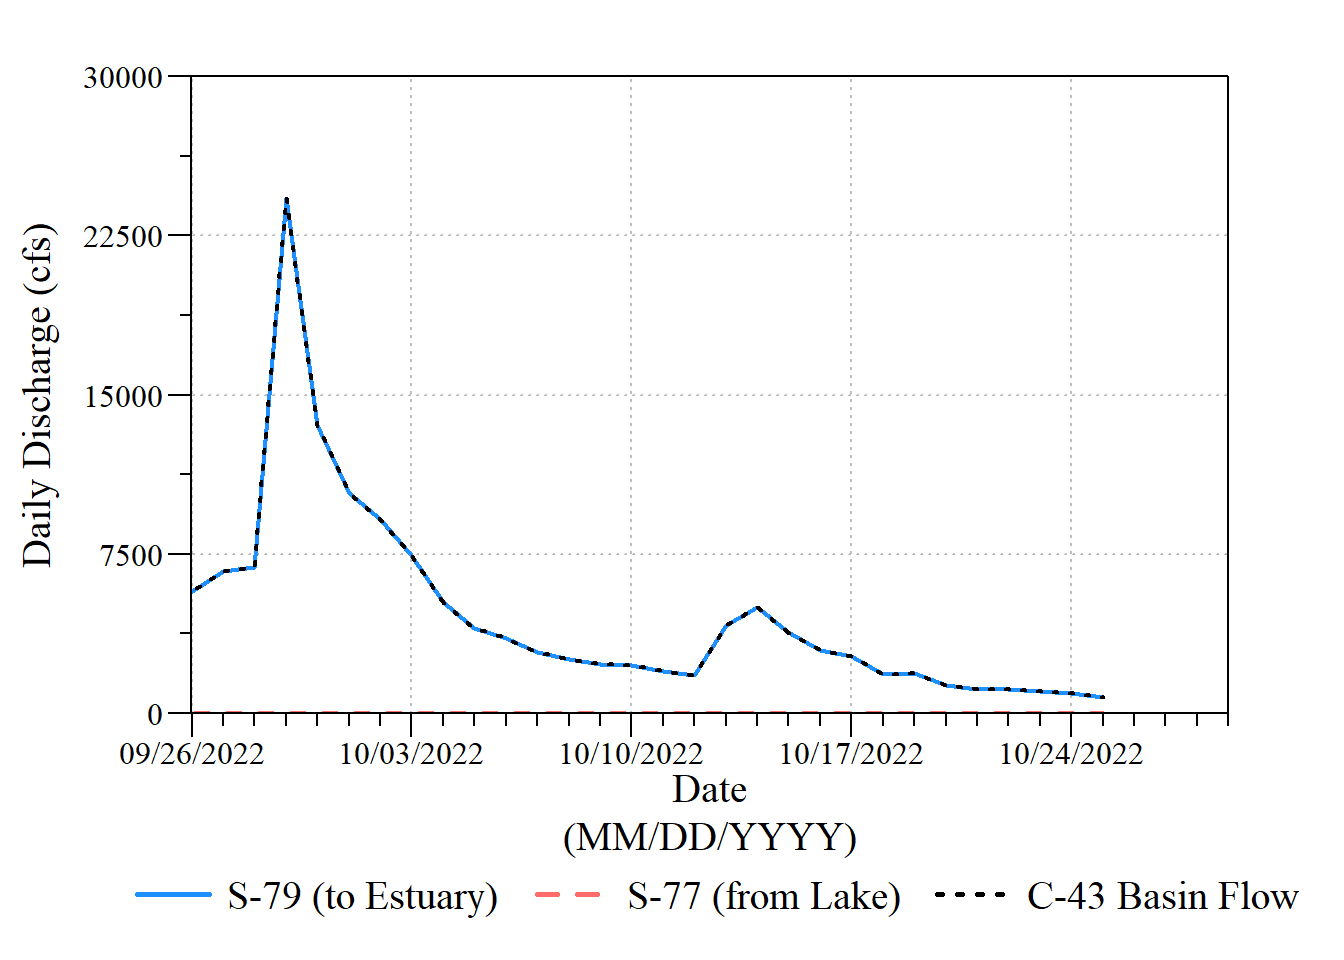 30000
22500
15000
7500
0
Daily Discharge (cfs)
09/26/2022 10/03/2022 10/10/2022 10/17/2022 10/24/2022
Date
(MM/DD/YYYY)
S-79 (to Estuary) S-77 (from Lake) C-43 Basin Flow